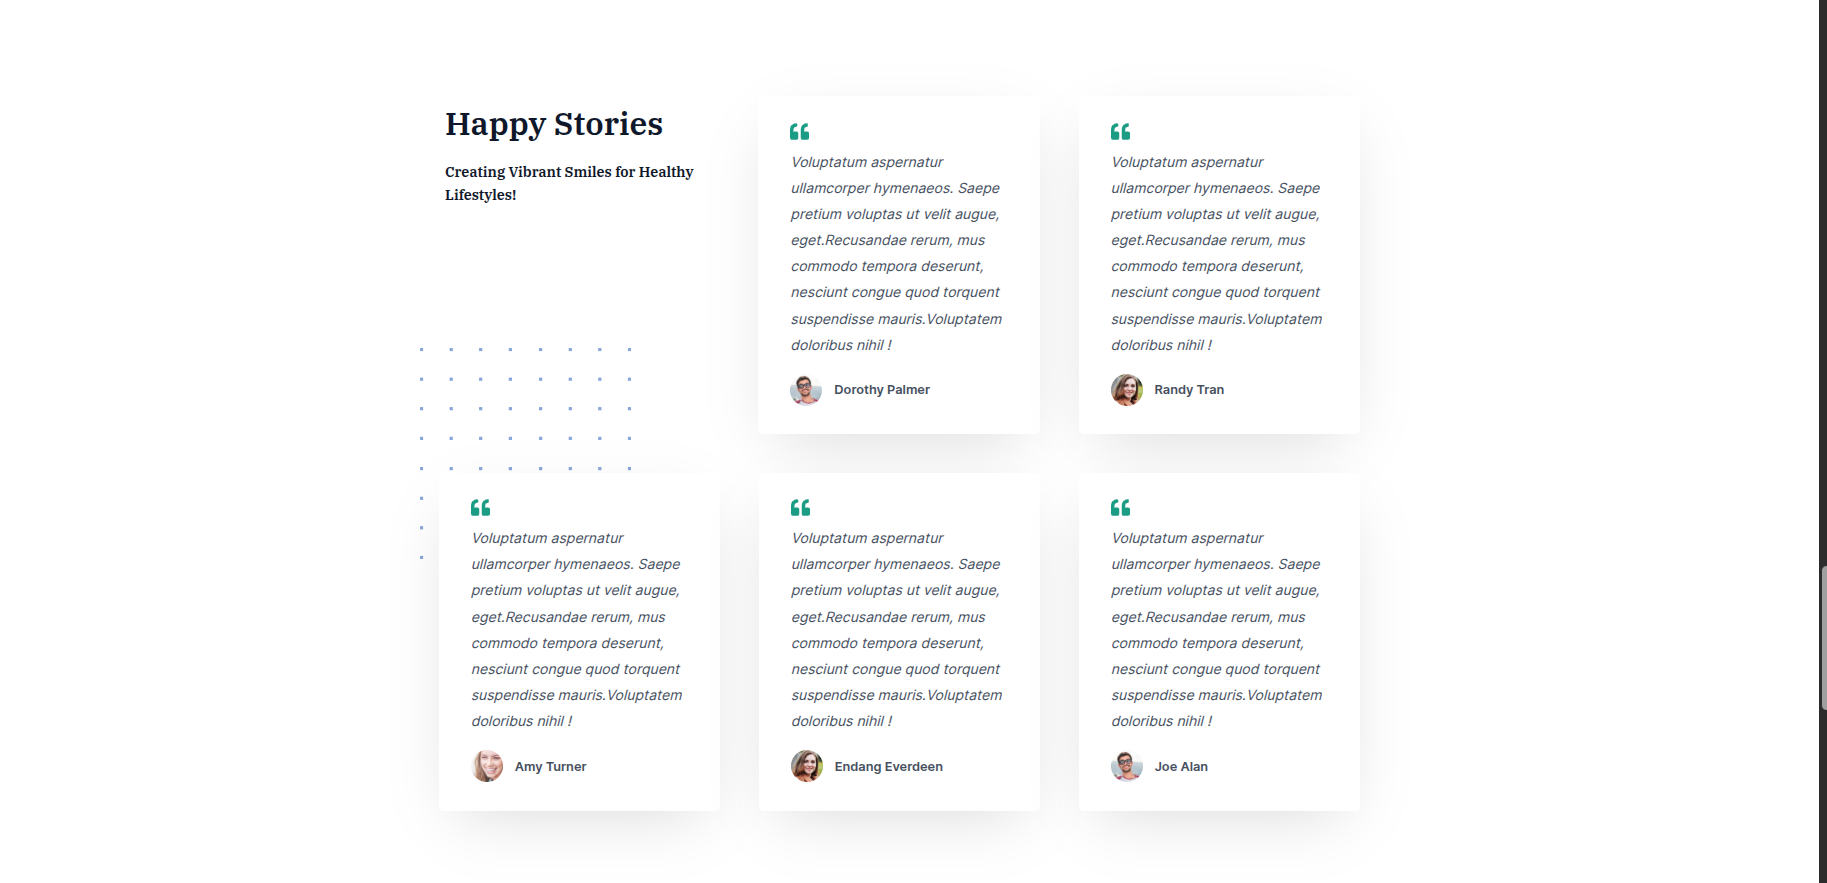 Happy Stories
Creating Vibrant Smiles for Healthy
Lifestyles!
Voluptatum aspernatur
ullamcorper hymenaeos. Saepe
pretium voluptas ut velit augue,
eget.Recusandae rerum, mus
commodo tempora deserunt,
nesciunt congue quod torquent
suspendisse mauris.Voluptatem
doloribus nihil !
Dorothy Palmer
Voluptatum aspernatur
ullamcorper hymenaeos. Saepe
pretium voluptas ut velit augue,
eget.Recusandae rerum, mus
commodo tempora deserunt,
nesciunt congue quod torquent
suspendisse mauris.Voluptatem
doloribus nihil !
Randy Tran
Voluptatum aspernatur
ullamcorper hymenaeos. Saepe
pretium voluptas ut velit augue,
eget.Recusandae rerum, mus
commodo tempora deserunt,
nesciunt congue quod torquent
suspendisse mauris.Voluptatem
doloribus nihil !
Amy Turner
Voluptatum aspernatur
ullamcorper hymenaeos. Saepe
pretium voluptas ut velit augue,
eget.Recusandae rerum, mus
commodo tempora deserunt,
nesciunt congue quod torquent
suspendisse mauris.Voluptatem
doloribus nihil !
Endang Everdeen
Voluptatum aspernatur
ullamcorper hymenaeos. Saepe
pretium voluptas ut velit augue,
eget.Recusandae rerum, mus
commodo tempora deserunt,
nesciunt congue quod torquent
suspendisse mauris.Voluptatem
doloribus nihil !
Joe Alan